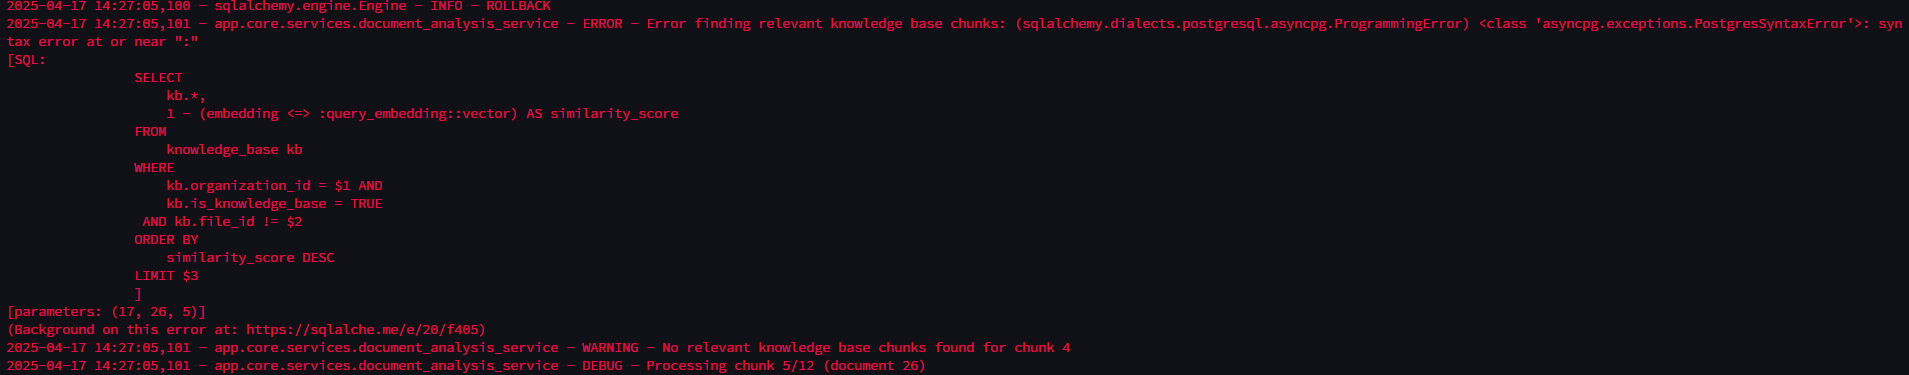 2025-04-17 14:27:05,100 - sqlalchemy.engine.Engine - INFO - ROLLBACK
2025-04-17 14:27:05,101 - app.core.services.document_analysis_service - ERROR - Error finding relevant knowledge base chunks: (sqlalchemy.dialects.postgresql.asyncpg.ProgrammingError) <class 'asyncpg.exceptions.PostgresSyntaxError'>: syn
tax error at or near ":"
[SQL:
                SELECT
                    kb.*,
                    1 - (embedding <=> :query_embedding::vector) AS similarity_score
                FROM
                    knowledge_base kb
                WHERE
                    kb.organization_id = $1 AND
                    kb.is_knowledge_base = TRUE
                 AND kb.file_id != $2
                ORDER BY
                    similarity_score DESC
                LIMIT $3
                ]
[parameters: (17, 26, 5)]
(Background on this error at: https://sqlalche.me/e/20/f405)
2025-04-17 14:27:05,101 - app.core.services.document_analysis_service - WARNING - No relevant knowledge base chunks found for chunk 4
2025-04-17 14:27:05,101 - app.core.services.document_analysis_service - DEBUG - Processing chunk 5/12 (document 26)